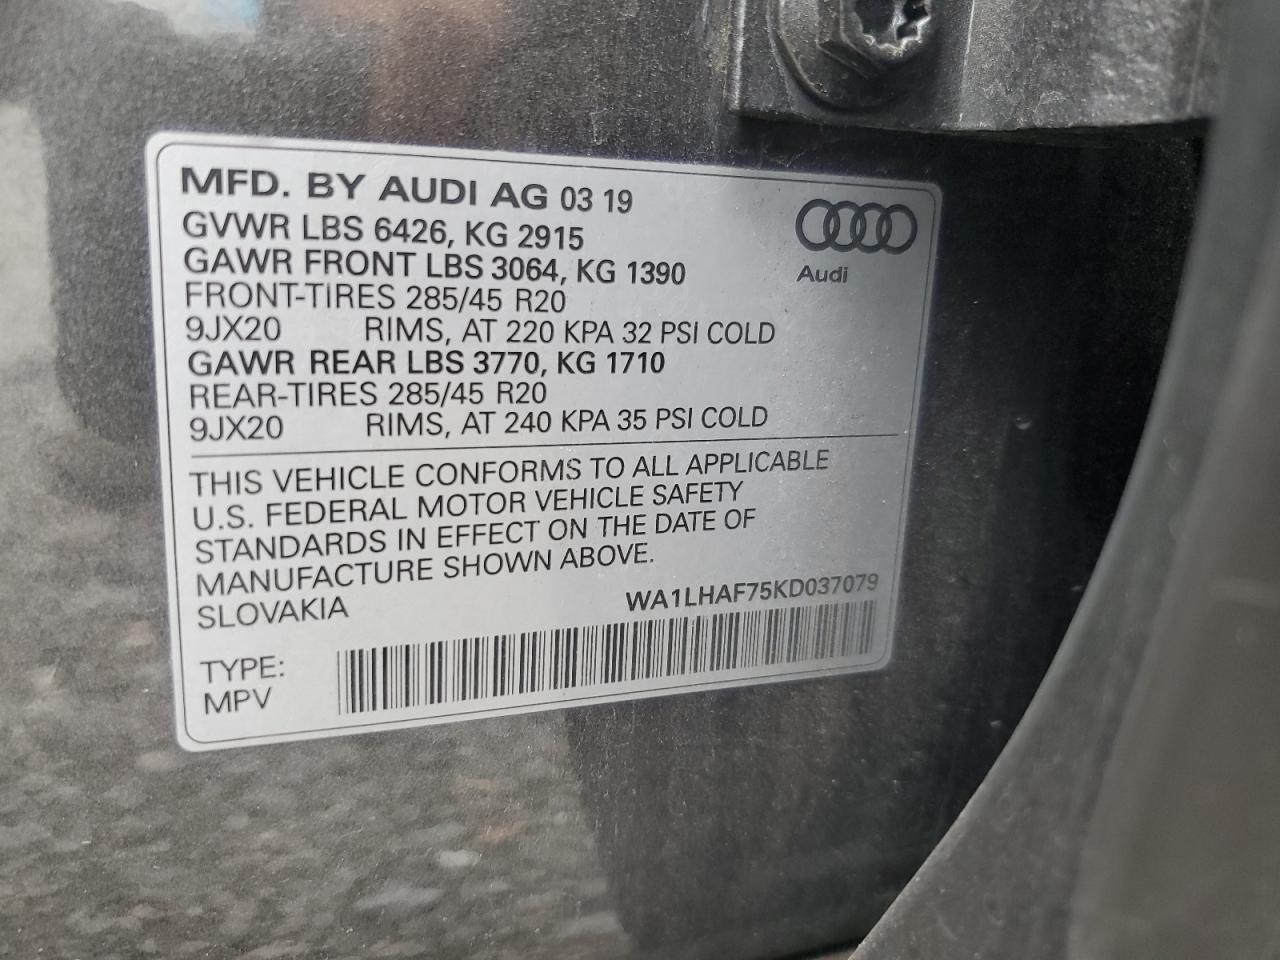 MFD. BY AUDI AG 03 19
GVWR LBS 6426, KG 2915
GAWR FRONT LBS 3064, KG 1390
FRONT-TIRES 285/45 R20
9JX20 RIMS, AT 220 KPA 32 PSI COLD
GAWR REAR LBS 3770, KG 1710
REAR-TIRES 285/45 R20
9JX20 RIMS, AT 240 KPA 35 PSI COLD
Audi
THIS VEHICLE CONFORMS TO ALL APPLICABLE
U.S. FEDERAL MOTOR VEHICLE SAFETY
STANDARDS IN EFFECT ON THE DATE OF
MANUFACTURE SHOWN ABOVE.
SLOVAKIA WA1LHAF75KD037079
TYPE:
MPV